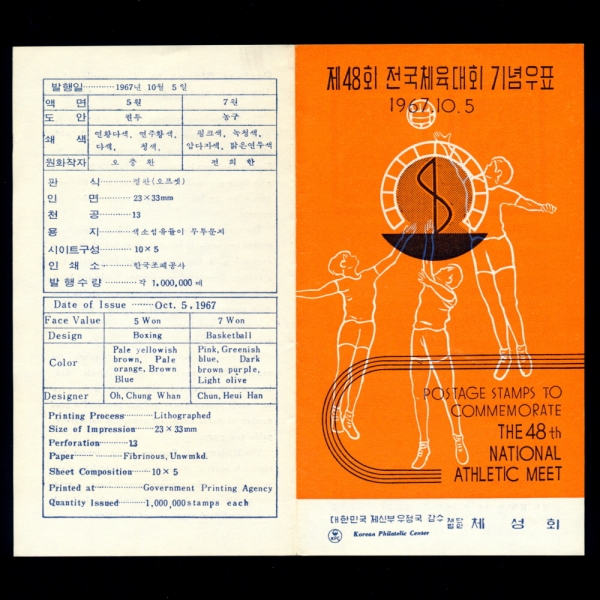 발행일 ············ 1967년 10월 5일
액 면 5원 7원
도 안 권투 농구
쇄 색 연황다색, 연주황색, 다색, 청색, 핑크색, 녹청색, 암다자색, 맑은연두색
원화작자 오 중 환 전 희 한
판 식 ········ 평판(오프셋)
인 면 ········ 23×33mm
천 공 ········ 13
용 지 ········ 색소섬유들이 무투문지
시이트구성 ········ 10×5
인 쇄 소 ········ 한국조폐공사
발행수량 ········ 각 1,000,000매
Date of Issue ········ Oct. 5, 1967
Face Value 5 Won 7 Won
Design Boxing Basketball
Color Pale yellowish brown, Pale orange, Brown Blue Pink, Greenish blue, Dark brown purple, Light olive
Designer Oh, Chung Whan Chun, Heui Han
Printing Process ·········· Lithographed
Size of Impression ········ 23×33mm
Perforation ············ 13
Paper ················ Fibrinous, Unwmkd.
Sheet Composition ········ 10×5
Printed at ············ Government Printing Agency
Quantity Issued ·········· 1,000,000 stamps each
제48회 전국체육대회 기념우표
1967.10.5
POSTAGE STAMPS TO
COMMEMORATE
THE 48th
NATIONAL
ATHLETIC MEET
대한민국 체신부우정국 감수 체 성 회
KPC Korean Philatelic Center